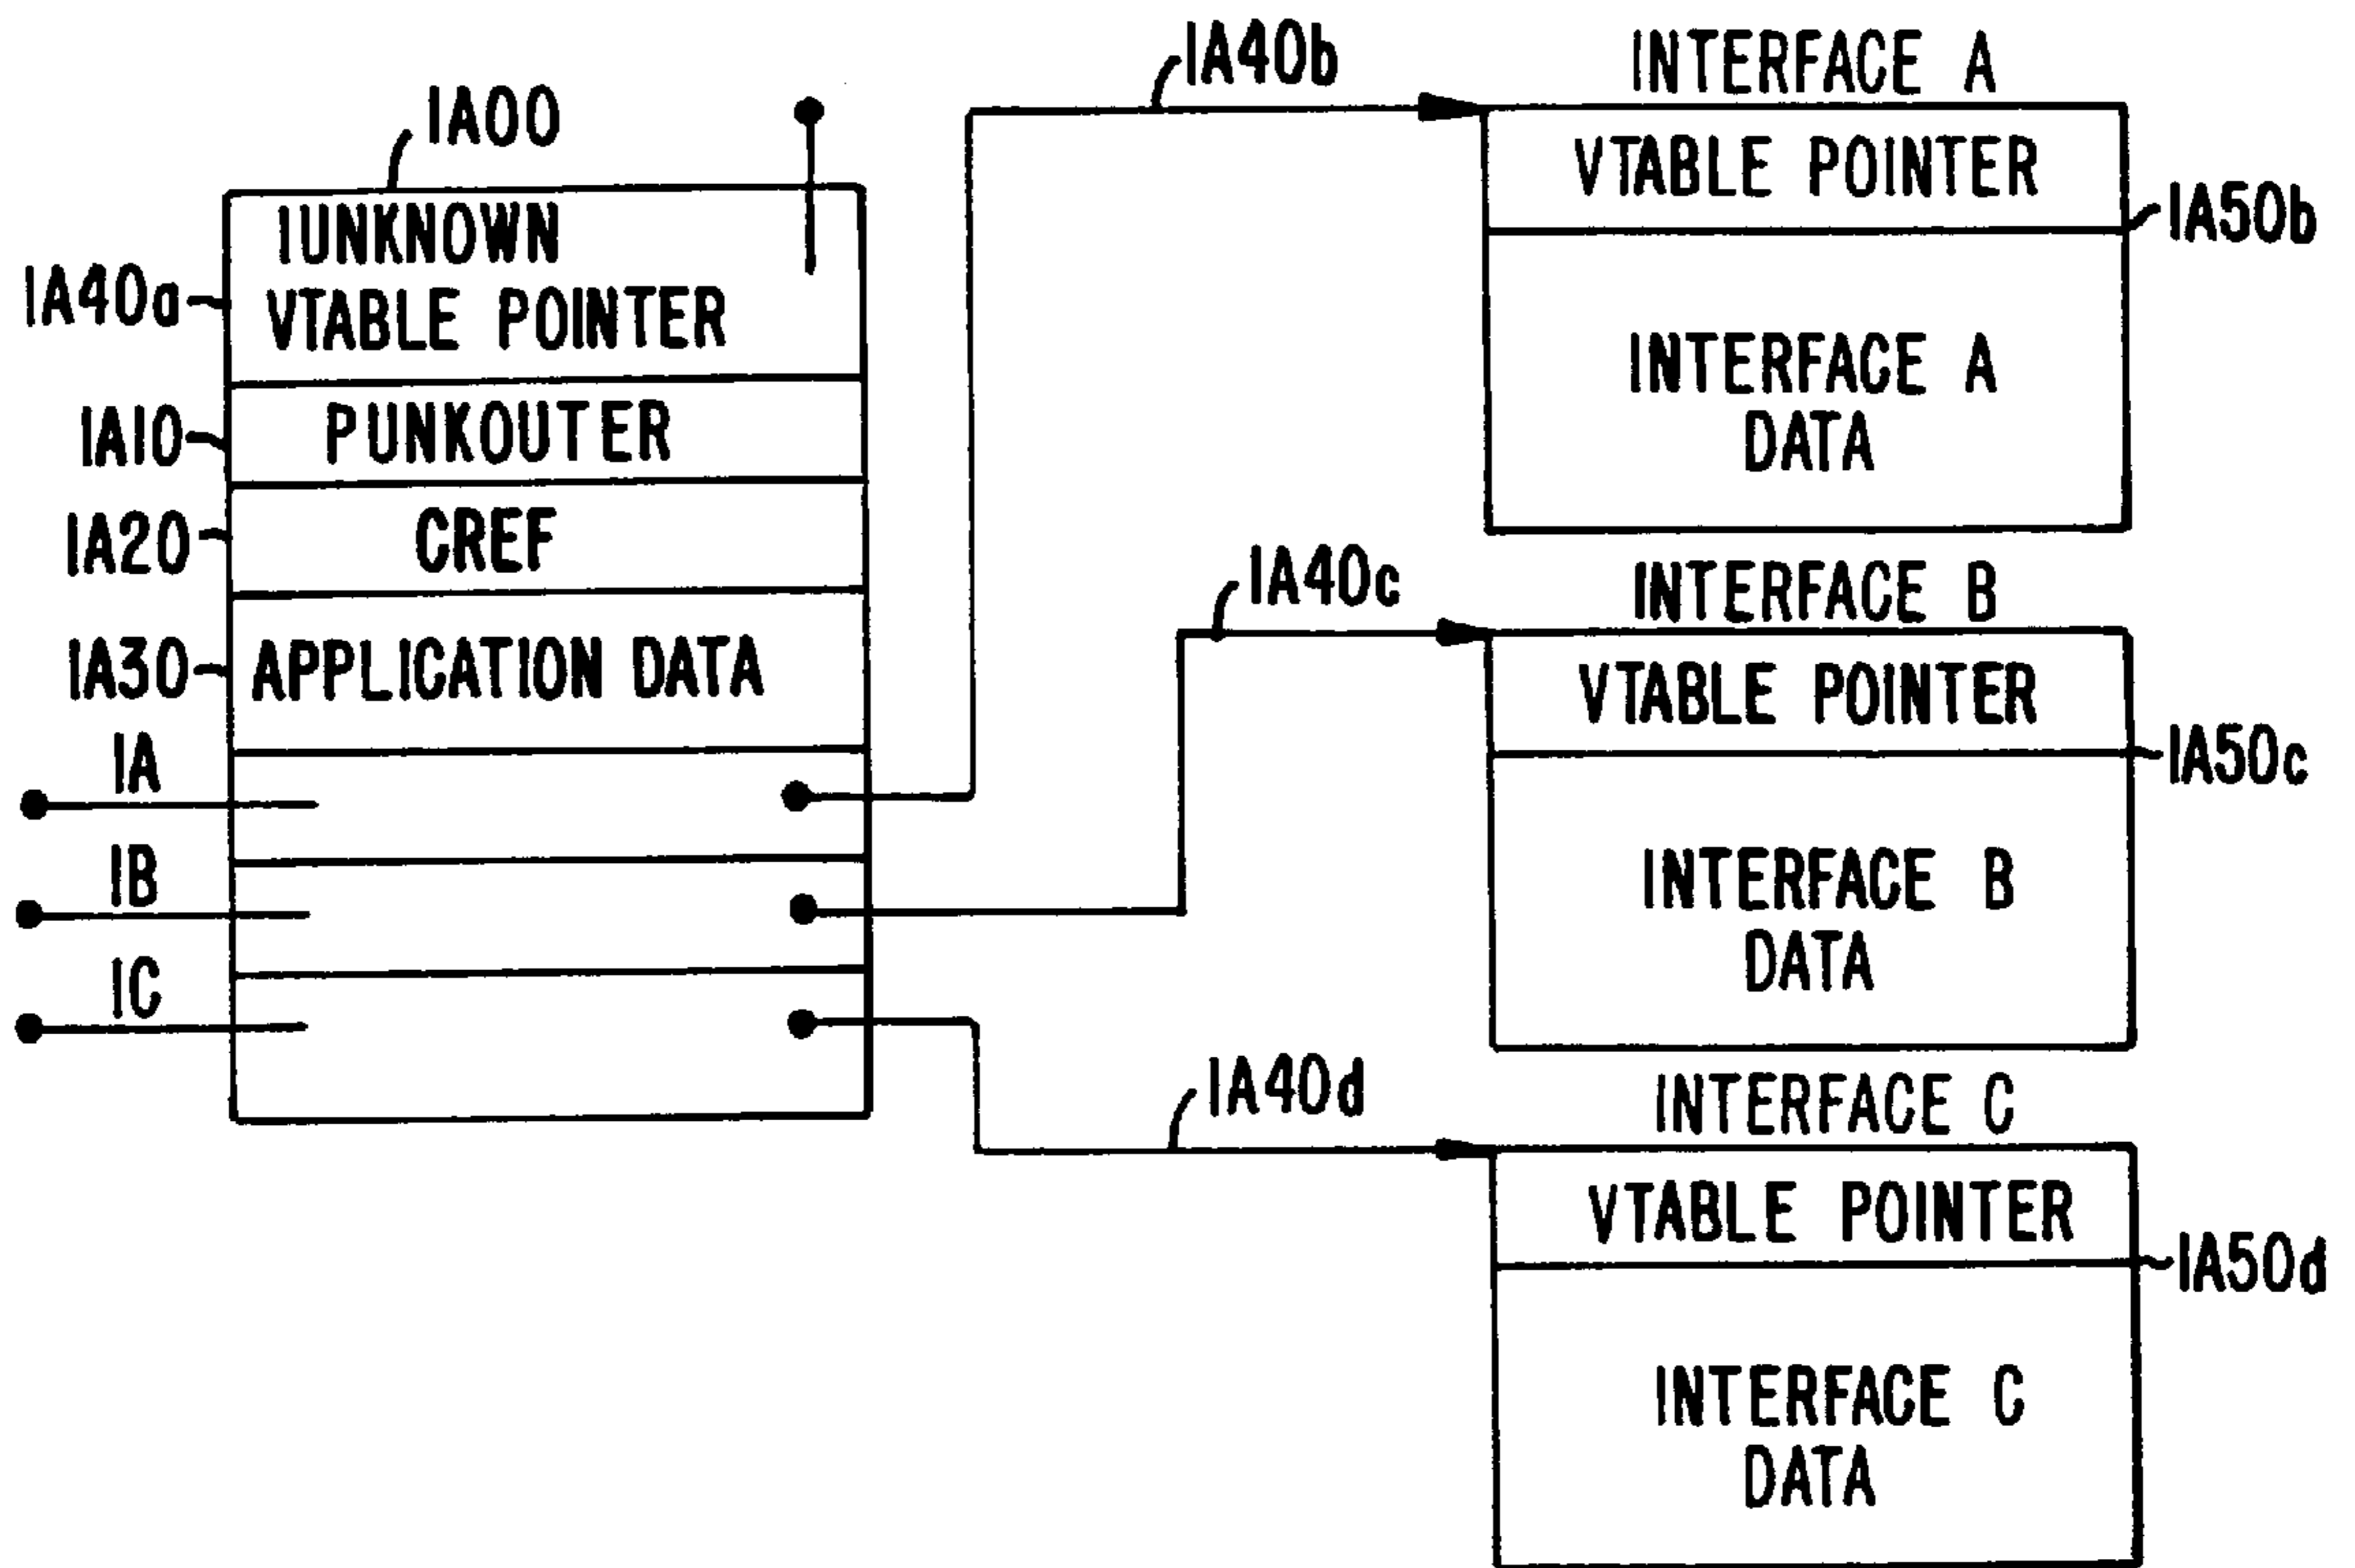 1A00
IUNKNOWN
VTABLE POINTER
1A40a
PUNKOUTER
1A10
CREF
1A20
APPLICATION DATA
1A30
IA
IB
IC
1A40b
INTERFACE A
VTABLE POINTER
1A50b
INTERFACE A
DATA
1A40c
INTERFACE B
VTABLE POINTER
1A50c
INTERFACE B
DATA
1A40d
INTERFACE C
VTABLE POINTER
1A50d
INTERFACE C
DATA